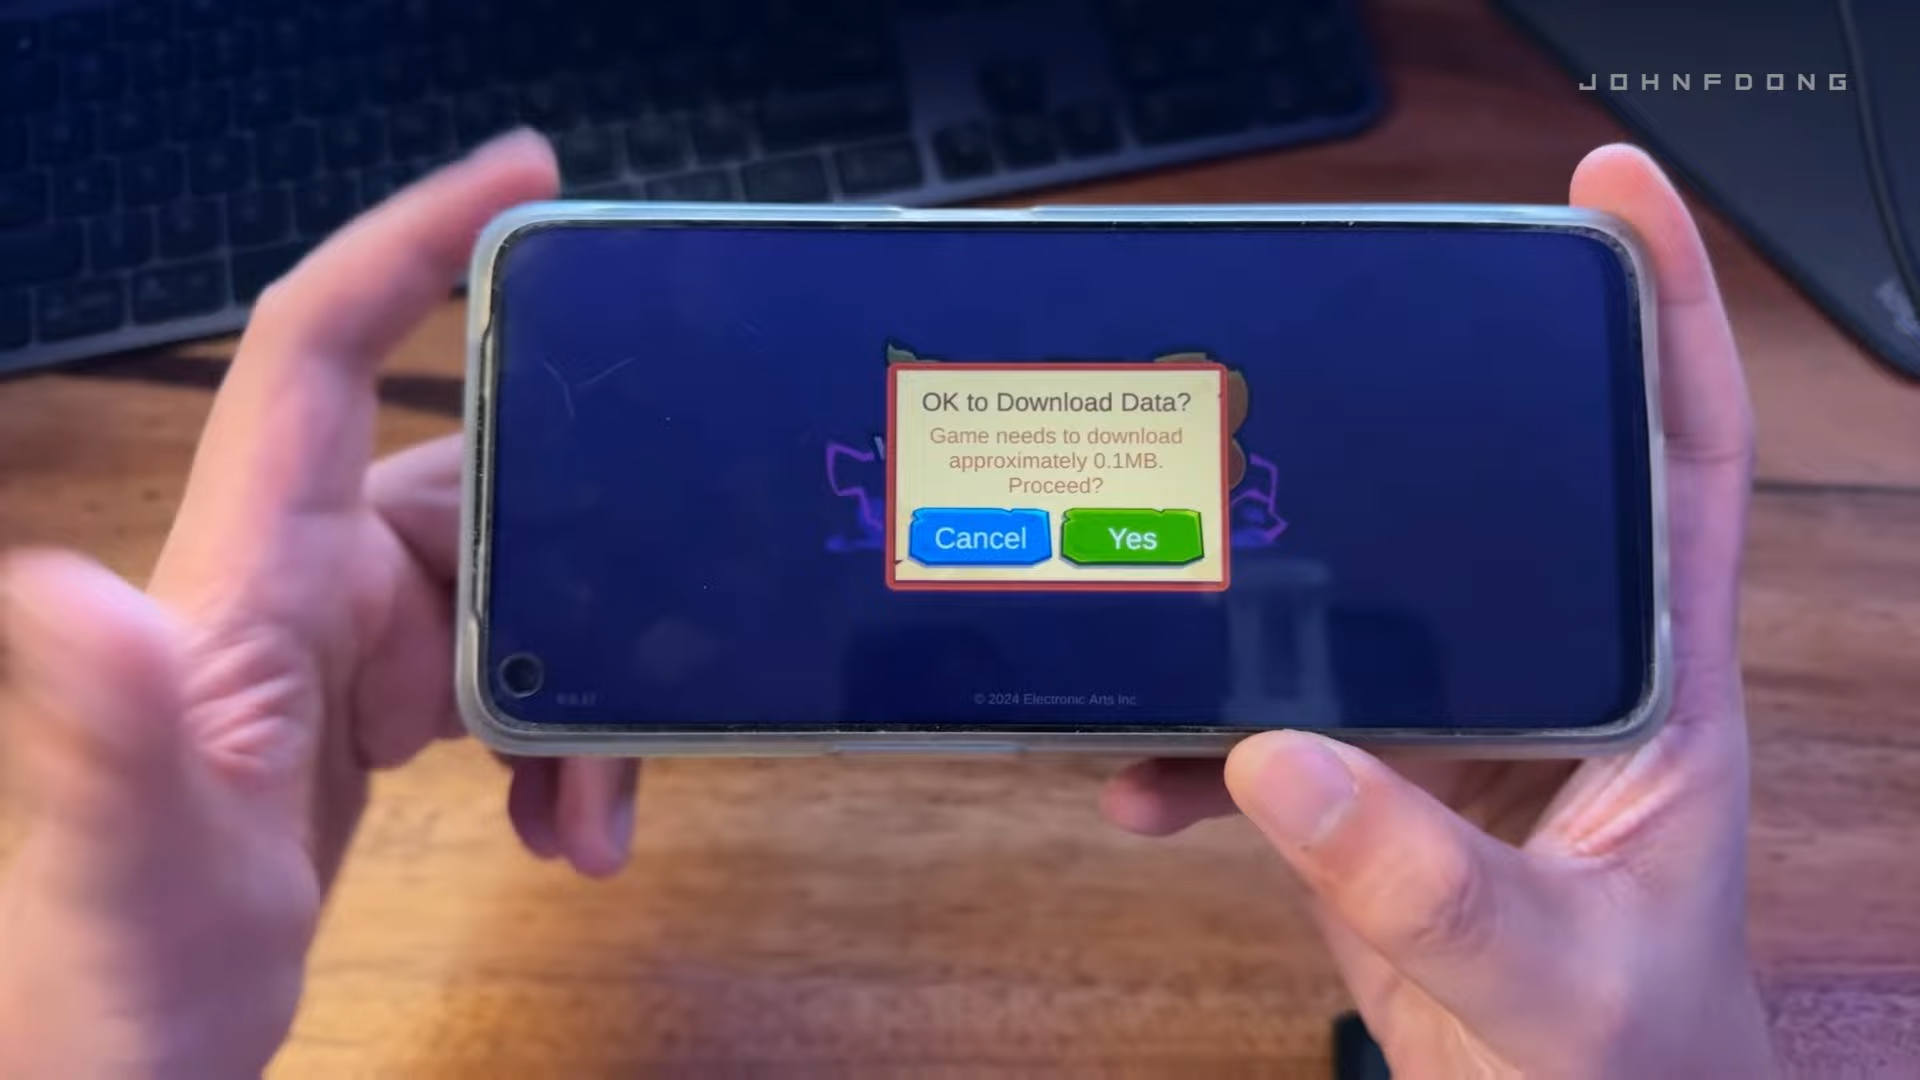 JOHNFDONG
OK to Download Data?
Game needs to download
approximately 0.1MB.
Proceed?
Cancel
Yes
© 2024 Electronic Arts Inc.